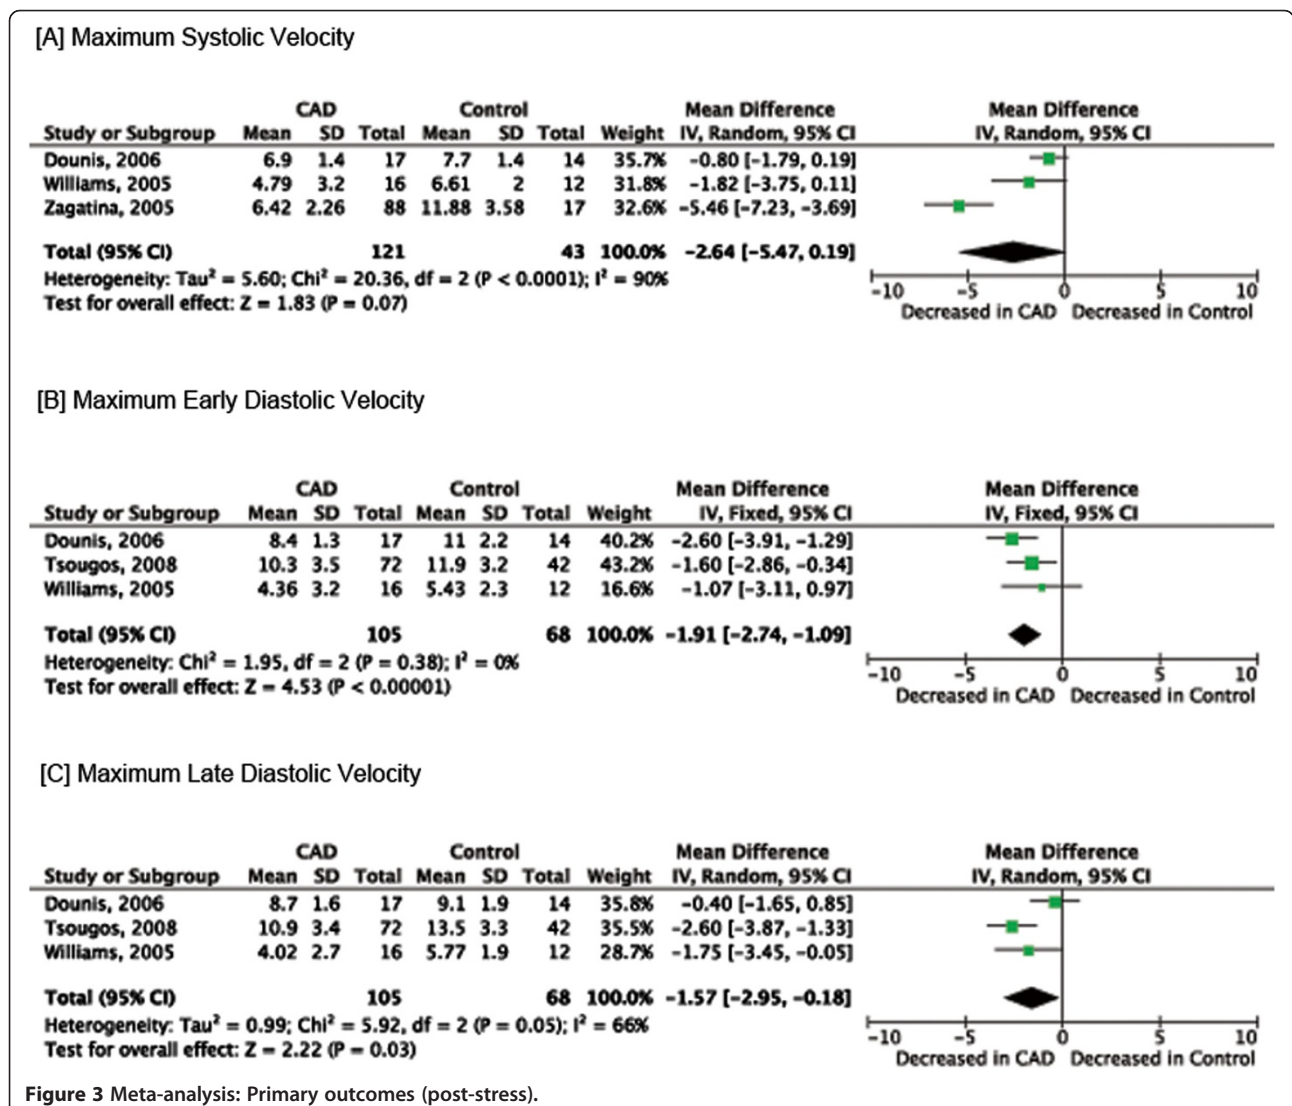 [A] Maximum Systolic Velocity
CAD Control Mean Difference Mean Difference
Study or Subgroup Mean SD Total Mean SD Total Weight IV, Random, 95% CI IV, Random, 95% CI
Dounis, 2006 6.9 1.4 17 7.7 1.4 14 35.7% -0.80 [-1.79, 0.19]
Williams, 2005 4.79 3.2 16 6.61 2 12 31.8% -1.82 [-3.75, 0.11]
Zagatina, 2005 6.42 2.26 88 11.88 3.58 17 32.6% -5.46 [-7.23, -3.69]
Total (95% CI) 121 43 100.0% -2.64 [-5.47, 0.19]
Heterogeneity: Tau² = 5.60; Chi² = 20.36, df = 2 (P < 0.0001); I² = 90%
Test for overall effect: Z = 1.83 (P = 0.07)
-10 -5 0 5 10
Decreased in CAD Decreased in Control
[B] Maximum Early Diastolic Velocity
CAD Control Mean Difference Mean Difference
Study or Subgroup Mean SD Total Mean SD Total Weight IV, Fixed, 95% CI IV, Fixed, 95% CI
Dounis, 2006 8.4 1.3 17 11 2.2 14 40.2% -2.60 [-3.91, -1.29]
Tsougos, 2008 10.3 3.5 72 11.9 3.2 42 43.2% -1.60 [-2.86, -0.34]
Williams, 2005 4.36 3.2 16 5.43 2.3 12 16.6% -1.07 [-3.11, 0.97]
Total (95% CI) 105 68 100.0% -1.91 [-2.74, -1.09]
Heterogeneity: Chi² = 1.95, df = 2 (P = 0.38); I² = 0%
Test for overall effect: Z = 4.53 (P < 0.00001)
-10 -5 0 5 10
Decreased in CAD Decreased in Control
[C] Maximum Late Diastolic Velocity
CAD Control Mean Difference Mean Difference
Study or Subgroup Mean SD Total Mean SD Total Weight IV, Random, 95% CI IV, Random, 95% CI
Dounis, 2006 8.7 1.6 17 9.1 1.9 14 35.8% -0.40 [-1.65, 0.85]
Tsougos, 2008 10.9 3.4 72 13.5 3.3 42 35.5% -2.60 [-3.87, -1.33]
Williams, 2005 4.02 2.7 16 5.77 1.9 12 28.7% -1.75 [-3.45, -0.05]
Total (95% CI) 105 68 100.0% -1.57 [-2.95, -0.18]
Heterogeneity: Tau² = 0.99; Chi² = 5.92, df = 2 (P = 0.05); I² = 66%
Test for overall effect: Z = 2.22 (P = 0.03)
-10 -5 0 5 10
Decreased in CAD Decreased in Control
Figure 3 Meta-analysis: Primary outcomes (post-stress).